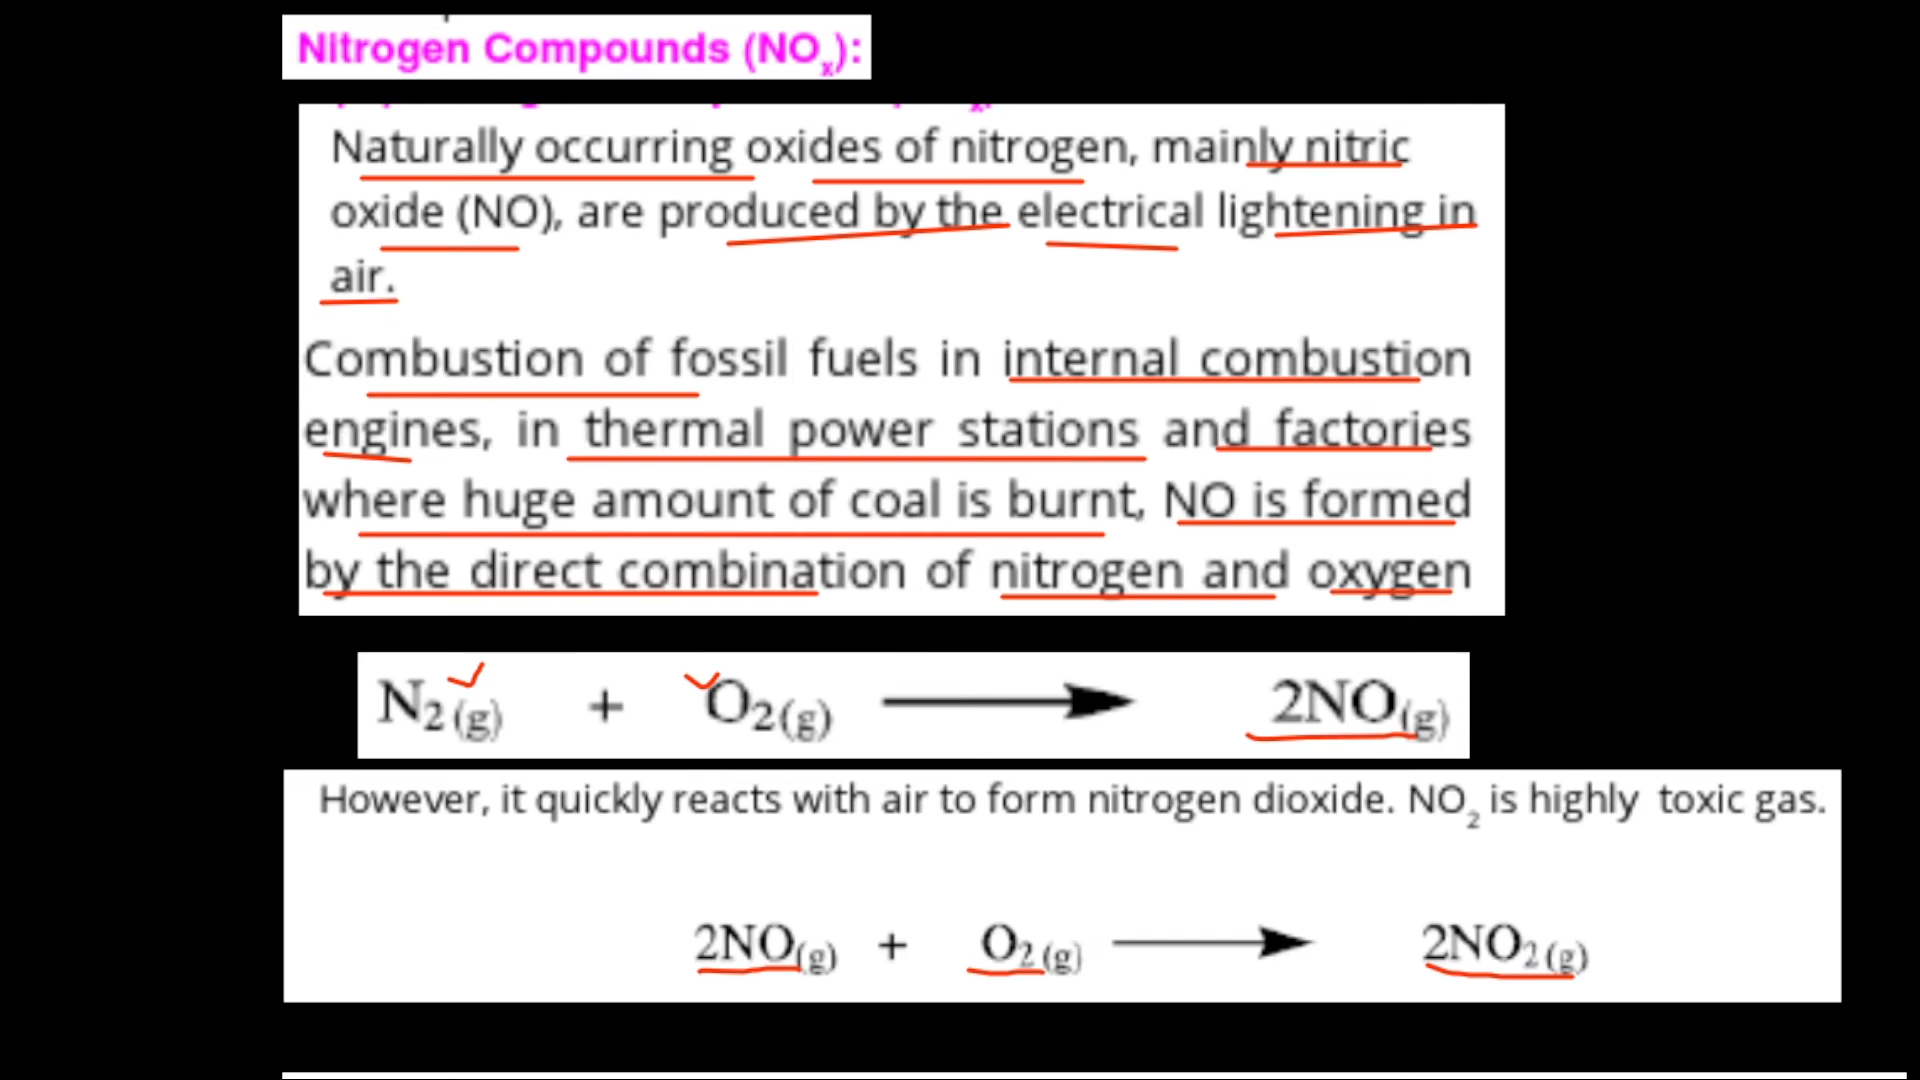 Nitrogen Compounds (NOx):
Naturally occurring oxides of nitrogen, mainly nitric
oxide (NO), are produced by the electrical lightening in
air.
Combustion of fossil fuels in internal combustion
engines, in thermal power stations and factories
where huge amount of coal is burnt, NO is formed
by the direct combination of nitrogen and oxygen
N2(g) + O2(g) ⟶ 2NO(g)
However, it quickly reacts with air to form nitrogen dioxide. NO2 is highly toxic gas.
2NO(g) + O2(g) ⟶ 2NO2(g)